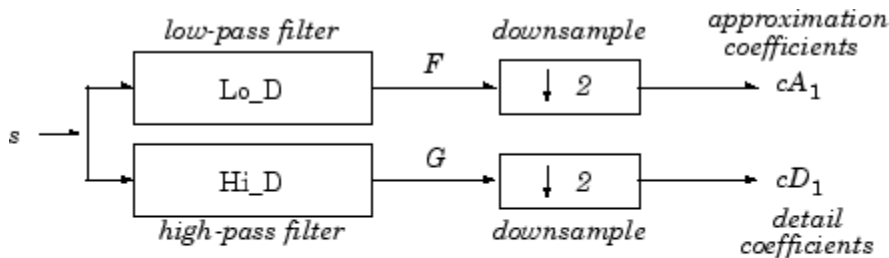 low-pass filter
downsample
approximation
coefficients
F
Lo_D
2
cA1
s
G
Hi_D
2
cD1
high-pass filter
downsample
detail
coefficients